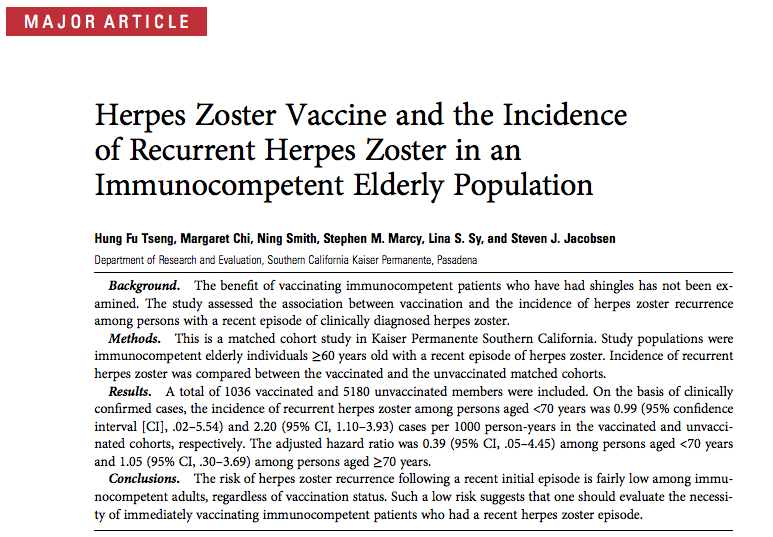 MAJOR ARTICLE
Herpes Zoster Vaccine and the Incidence
of Recurrent Herpes Zoster in an
Immunocompetent Elderly Population
Hung Fu Tseng, Margaret Chi, Ning Smith, Stephen M. Marcy, Lina S. Sy, and Steven J. Jacobsen
Department of Research and Evaluation, Southern California Kaiser Permanente, Pasadena
Background. The benefit of vaccinating immunocompetent patients who have had shingles has not been ex-
amined. The study assessed the association between vaccination and the incidence of herpes zoster recurrence
among persons with a recent episode of clinically diagnosed herpes zoster.
Methods. This is a matched cohort study in Kaiser Permanente Southern California. Study populations were
immunocompetent elderly individuals ≥60 years old with a recent episode of herpes zoster. Incidence of recurrent
herpes zoster was compared between the vaccinated and the unvaccinated matched cohorts.
Results. A total of 1036 vaccinated and 5180 unvaccinated members were included. On the basis of clinically
confirmed cases, the incidence of recurrent herpes zoster among persons aged <70 years was 0.99 (95% confidence
interval [CI], .02–5.54) and 2.20 (95% CI, 1.10–3.93) cases per 1000 person-years in the vaccinated and unvacci-
nated cohorts, respectively. The adjusted hazard ratio was 0.39 (95% CI, .05–4.45) among persons aged <70 years
and 1.05 (95% CI, .30–3.69) among persons aged ≥70 years.
Conclusions. The risk of herpes zoster recurrence following a recent initial episode is fairly low among immu-
nocompetent adults, regardless of vaccination status. Such a low risk suggests that one should evaluate the necessi-
ty of immediately vaccinating immunocompetent patients who had a recent herpes zoster episode.